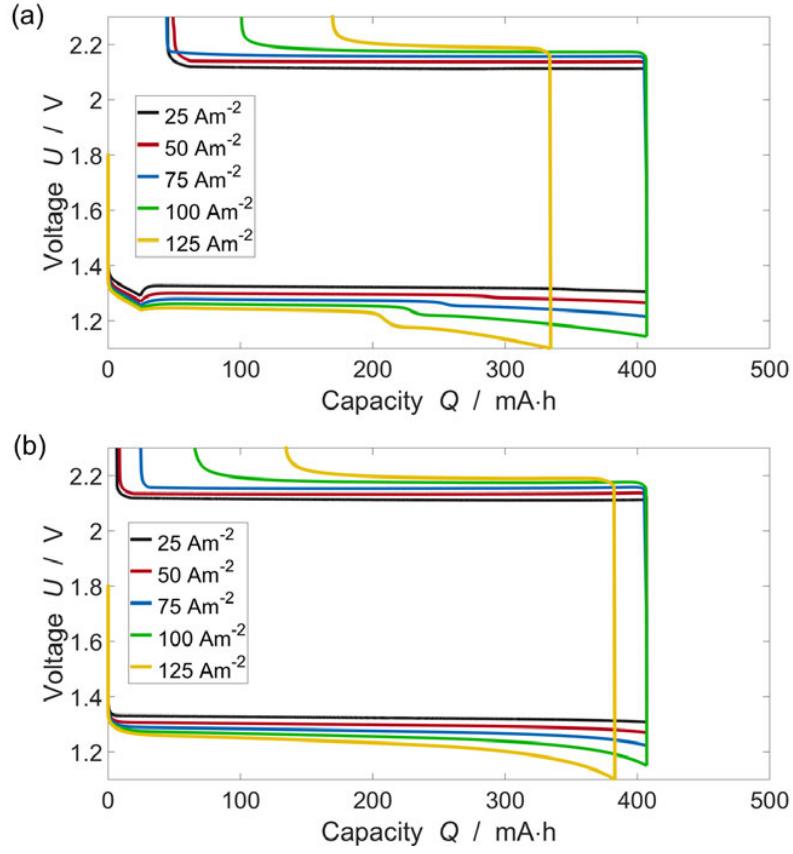 (a)
Voltage U / V
2.2
2
1.8
1.6
1.4
1.2
25 Am⁻²
50 Am⁻²
75 Am⁻²
100 Am⁻²
125 Am⁻²
0 100 200 300 400 500
Capacity Q / mA·h
(b)
Voltage U / V
2.2
2
1.8
1.6
1.4
1.2
25 Am⁻²
50 Am⁻²
75 Am⁻²
100 Am⁻²
125 Am⁻²
0 100 200 300 400 500
Capacity Q / mA·h